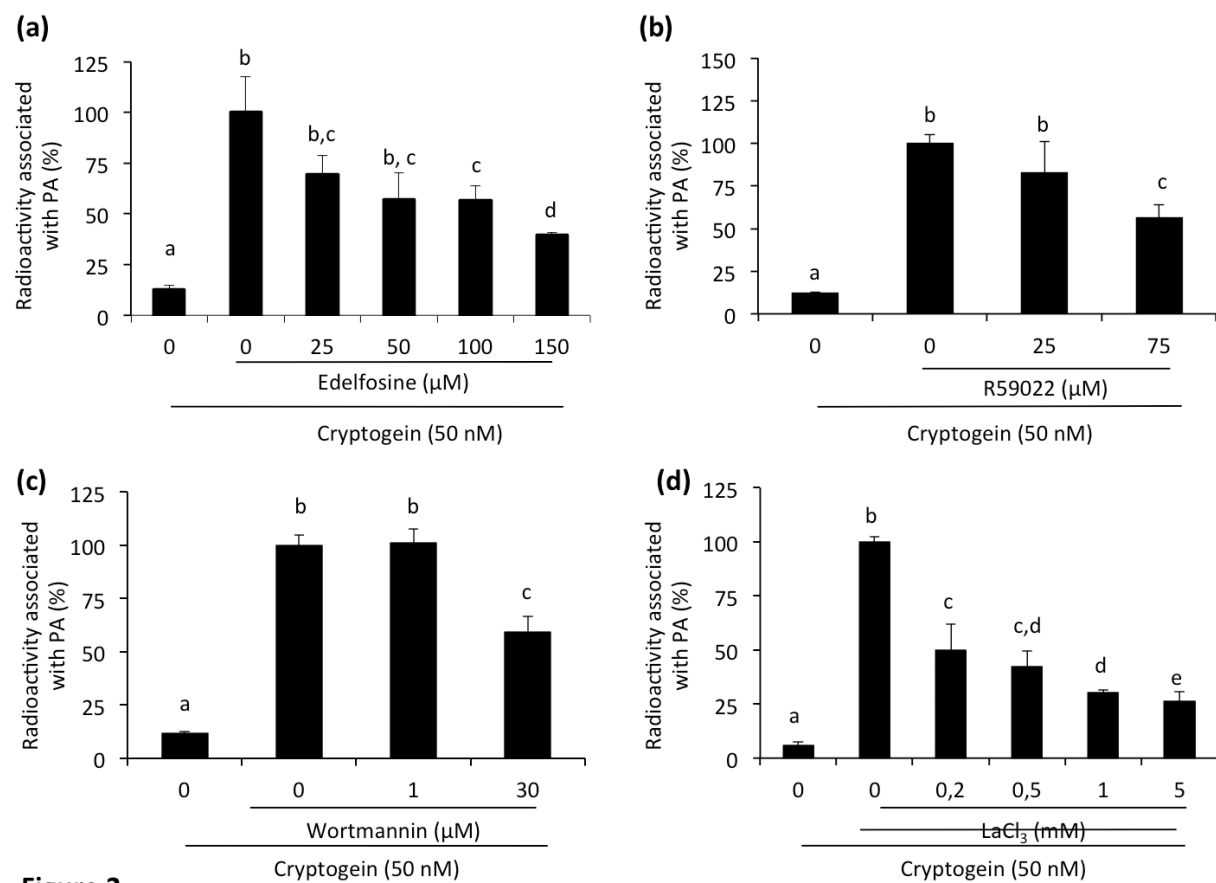 (a)
Radioactivity associated
with PA (%)
125
100
75
50
25
0
a
b
b,c
b, c
c
d
0 0 25 50 100 150
Edelfosine (µM)
Cryptogein (50 nM)
(b)
Radioactivity associated
with PA (%)
150
125
100
75
50
25
0
a
b
b
c
0 0 25 75
R59022 (µM)
Cryptogein (50 nM)
(c)
Radioactivity associated
with PA (%)
125
100
75
50
25
0
a
b
b
c
0 0 1 30
Wortmannin (µM)
Cryptogein (50 nM)
(d)
Radioactivity associated
with PA (%)
125
100
75
50
25
0
a
b
c
c,d
d
e
0 0 0,2 0,5 1 5
LaCl₃ (mM)
Cryptogein (50 nM)